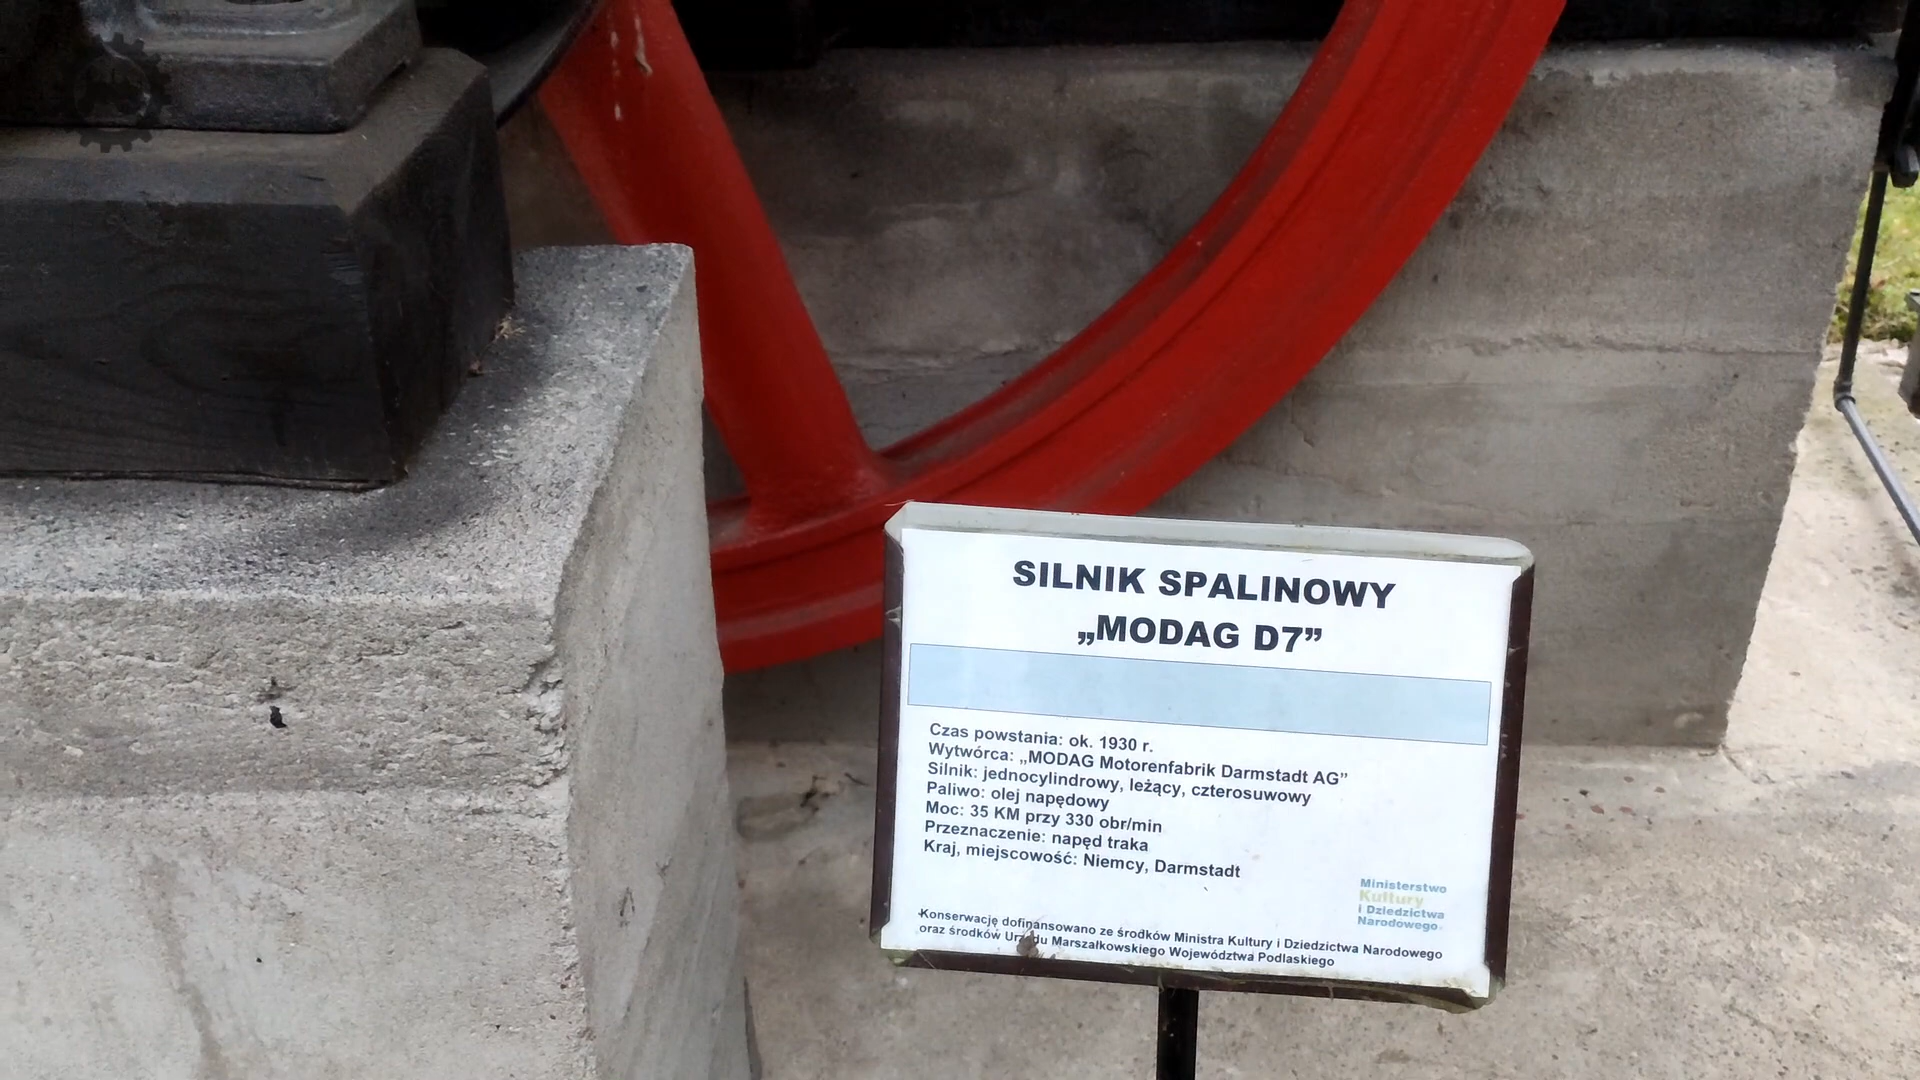 SILNIK SPALINOWY
„MODAG D7”
Czas powstania: ok. 1930 r.
Wytwórca: „MODAG Motorenfabrik Darmstadt AG”
Silnik: jednocylindrowy, leżący, czterosuwowy
Paliwo: olej napędowy
Moc: 35 KM przy 330 obr/min
Przeznaczenie: napęd traka
Kraj, miejscowość: Niemcy, Darmstadt
Ministerstwo
Kultury
i Dziedzictwa
Narodowego
Konserwację dofinansowano ze środków Ministra Kultury i Dziedzictwa Narodowego
oraz środków Urzędu Marszałkowskiego Województwa Podlaskiego